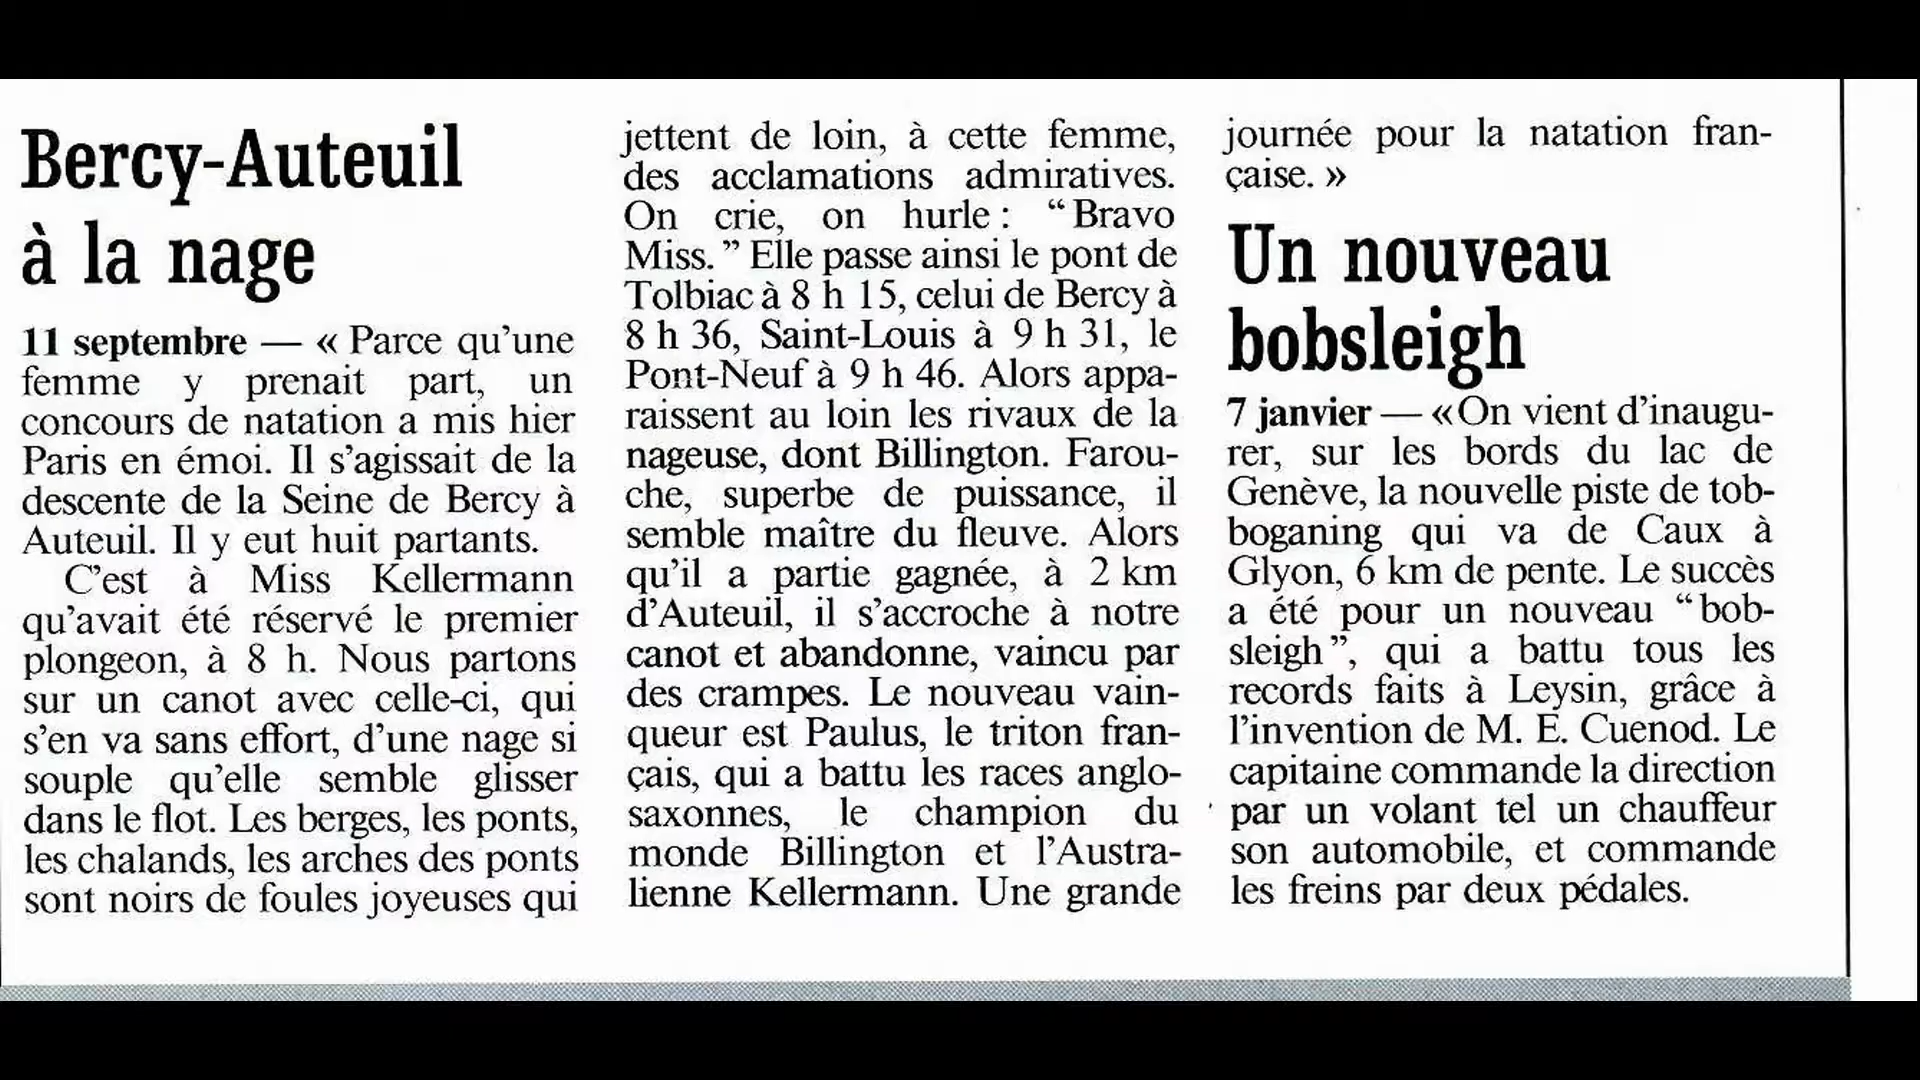 Bercy-Auteuil
à la nage
11 septembre — « Parce qu'une
femme y prenait part, un
concours de natation a mis hier
Paris en émoi. Il s'agissait de la
descente de la Seine de Bercy à
Auteuil. Il y eut huit partants.
C'est à Miss Kellermann
qu'avait été réservé le premier
plongeon, à 8 h. Nous partons
sur un canot avec celle-ci, qui
s'en va sans effort, d'une nage si
souple qu'elle semble glisser
dans le flot. Les berges, les ponts,
les chalands, les arches des ponts
sont noirs de foules joyeuses qui
jettent de loin, à cette femme,
des acclamations admiratives.
On crie, on hurle : “ Bravo
Miss. ” Elle passe ainsi le pont de
Tolbiac à 8 h 15, celui de Bercy à
8 h 36, Saint-Louis à 9 h 31, le
Pont-Neuf à 9 h 46. Alors appa-
raissent au loin les rivaux de la
nageuse, dont Billington. Farou-
che, superbe de puissance, il
semble maître du fleuve. Alors
qu'il a partie gagnée, à 2 km
d'Auteuil, il s'accroche à notre
canot et abandonne, vaincu par
des crampes. Le nouveau vain-
queur est Paulus, le triton fran-
çais, qui a battu les races anglo-
saxonnes, le champion du
monde Billington et l'Austra-
lienne Kellermann. Une grande
journée pour la natation fran-
çaise. »
Un nouveau
bobsleigh
7 janvier — « On vient d'inaugu-
rer, sur les bords du lac de
Genève, la nouvelle piste de tob-
boganing qui va de Caux à
Glyon, 6 km de pente. Le succès
a été pour un nouveau “ bob-
sleigh ”, qui a battu tous les
records faits à Leysin, grâce à
l'invention de M. E. Cuenod. Le
capitaine commande la direction
par un volant tel un chauffeur
son automobile, et commande
les freins par deux pédales.